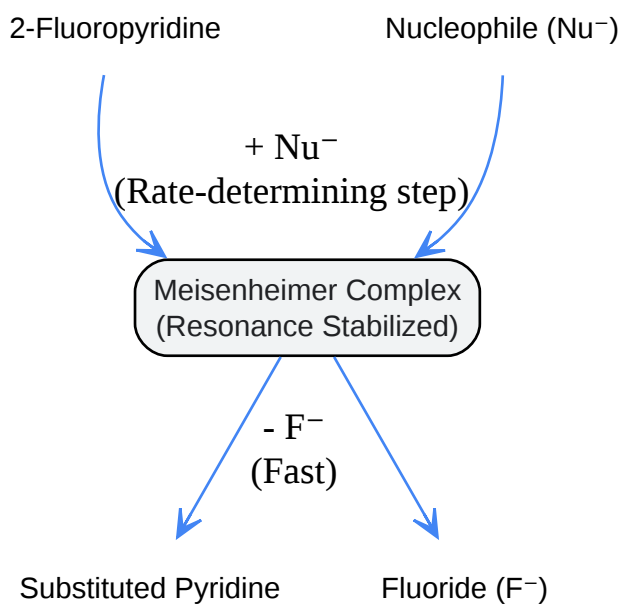 2-Fluoropyridine
Nucleophile (Nu⁻)
+ Nu⁻
(Rate-determining step)
Meisenheimer Complex
(Resonance Stabilized)
- F⁻
(Fast)
Substituted Pyridine
Fluoride (F⁻)